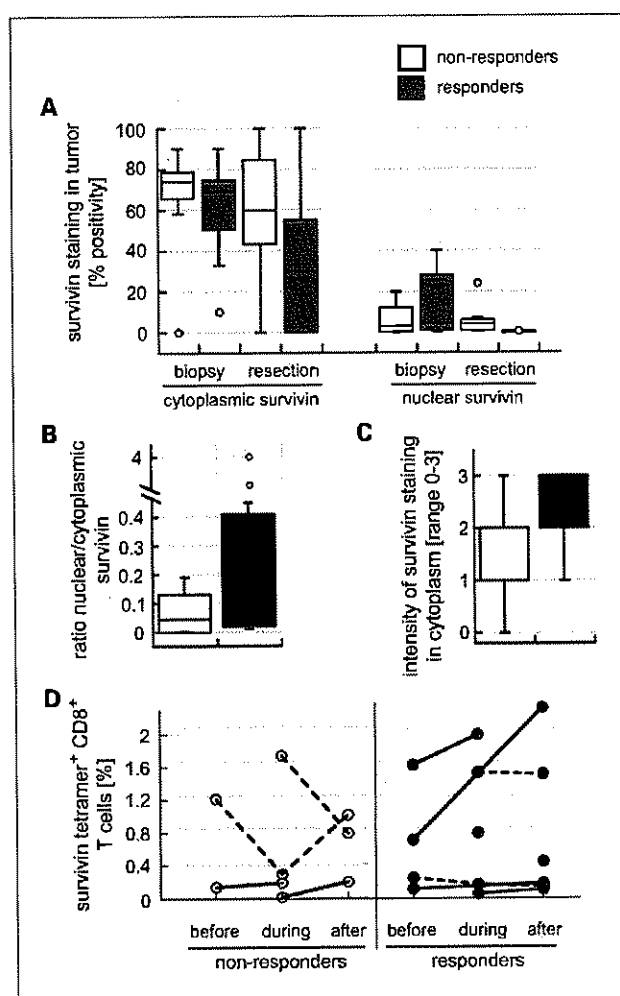 non-responders
responders
A
survivin staining in tumor
[% positivity]
100
80
60
40
20
0
biopsy resection
cytoplasmic survivin
biopsy resection
nuclear survivin
B
ratio nuclear/cytoplasmic
survivin
4
0.4
0.3
0.2
0.1
0
C
intensity of survivin staining
in cytoplasm [range 0-3]
3
2
1
0
D
survivin tetramer⁺ CD8⁺
T cells [%]
2
1.6
1.2
0.8
0.4
0
before during after
non-responders
before during after
responders